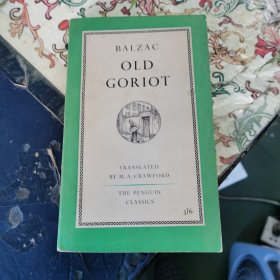 BALZAC
OLD
GORIOT
TRANSLATED
BY M. A. CRAWFORD
THE PENGUIN
CLASSICS
3/6